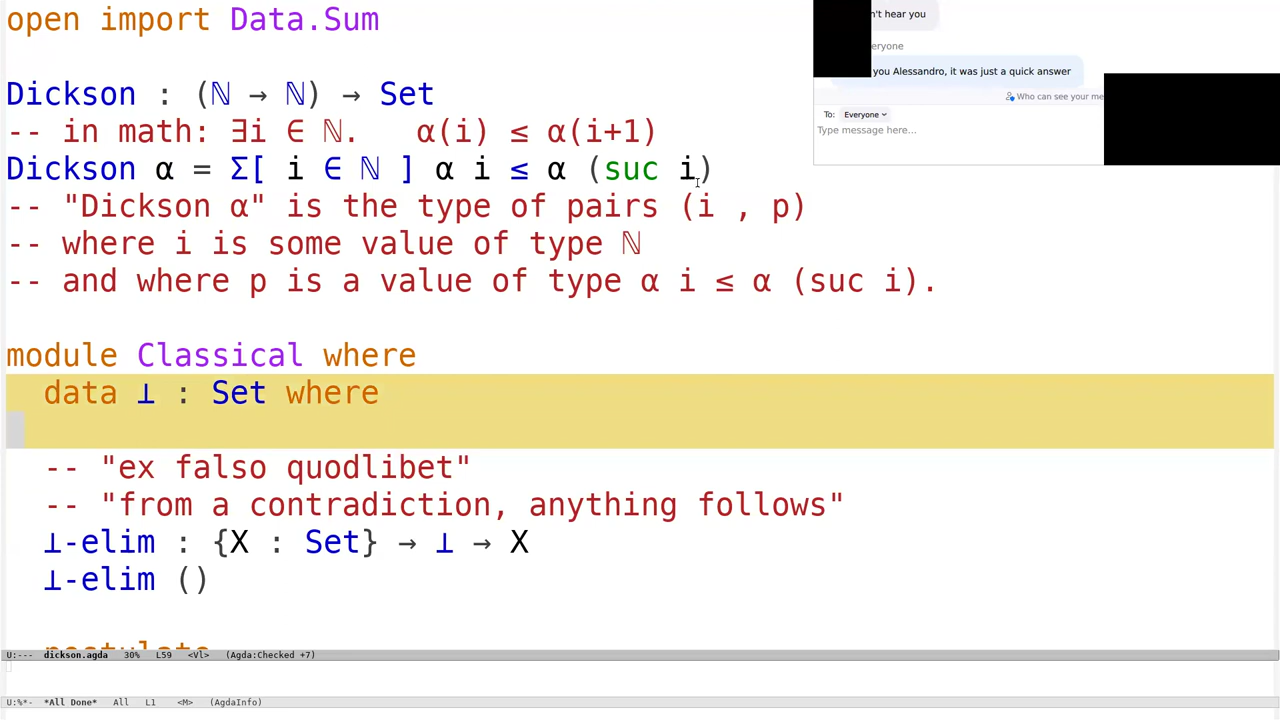 open import Data.Sum
Dickson : (ℕ → ℕ) → Set
-- in math: ∃i ∈ ℕ.   α(i) ≤ α(i+1)
Dickson α = Σ[ i ∈ ℕ ] α i ≤ α (suc i)
-- "Dickson α" is the type of pairs (i , p)
-- where i is some value of type ℕ
-- and where p is a value of type α i ≤ α (suc i).
module Classical where
data ⊥ : Set where
-- "ex falso quodlibet"
-- "from a contradiction, anything follows"
⊥-elim : {X : Set} → ⊥ → X
⊥-elim ()
postulate
U:--- dickson.agda 30% L59 <Vl> (Agda:Checked +7)
U:%*- *All Done* All L1 <M> (AgdaInfo)
hear you
you Alessandro, it was just a quick answer
Who can see your
To: Everyone
Type message here...